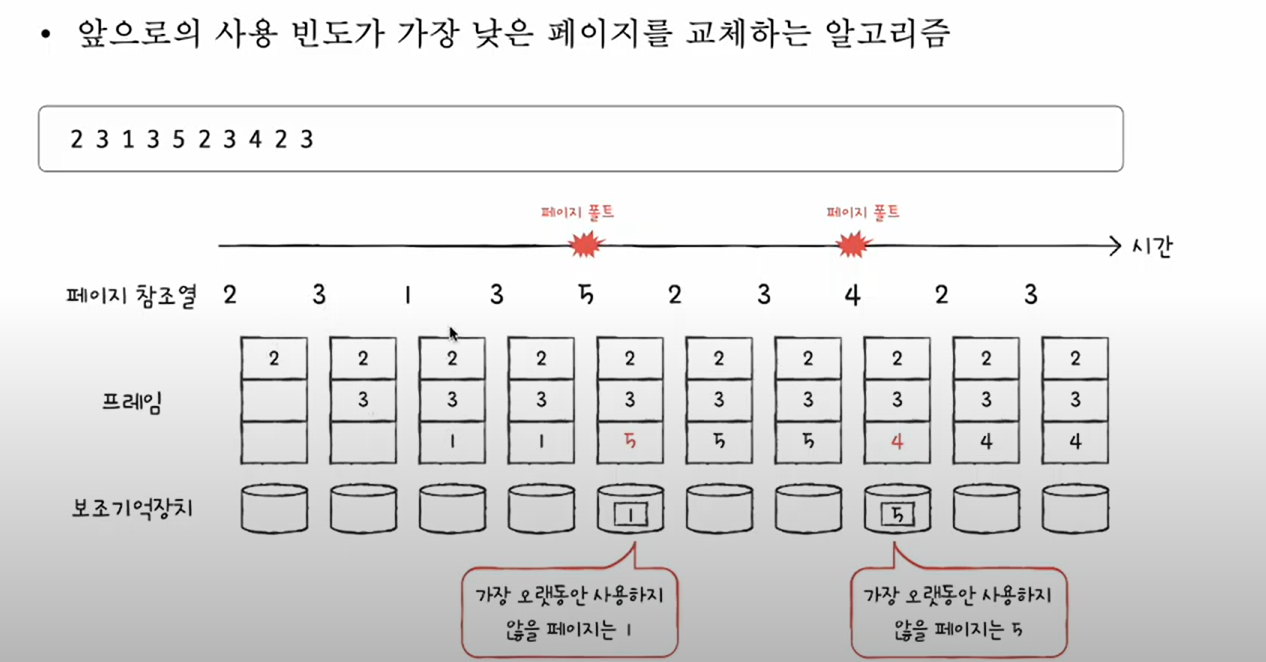 • 앞으로의 사용 빈도가 가장 낮은 페이지를 교체하는 알고리즘
2 3 1 3 5 2 3 4 2 3
페이지 폴트 페이지 폴트
시간
페이지 참조열 2 3 1 3 5 2 3 4 2 3
2 2 2 2 2 2 2 2 2 2
프레임 3 3 3 3 3 3 3 3 3
1 1 5 5 5 4 4 4
보조기억장치 1 5
가장 오랫동안 사용하지 가장 오랫동안 사용하지
않을 페이지는 1 않을 페이지는 5